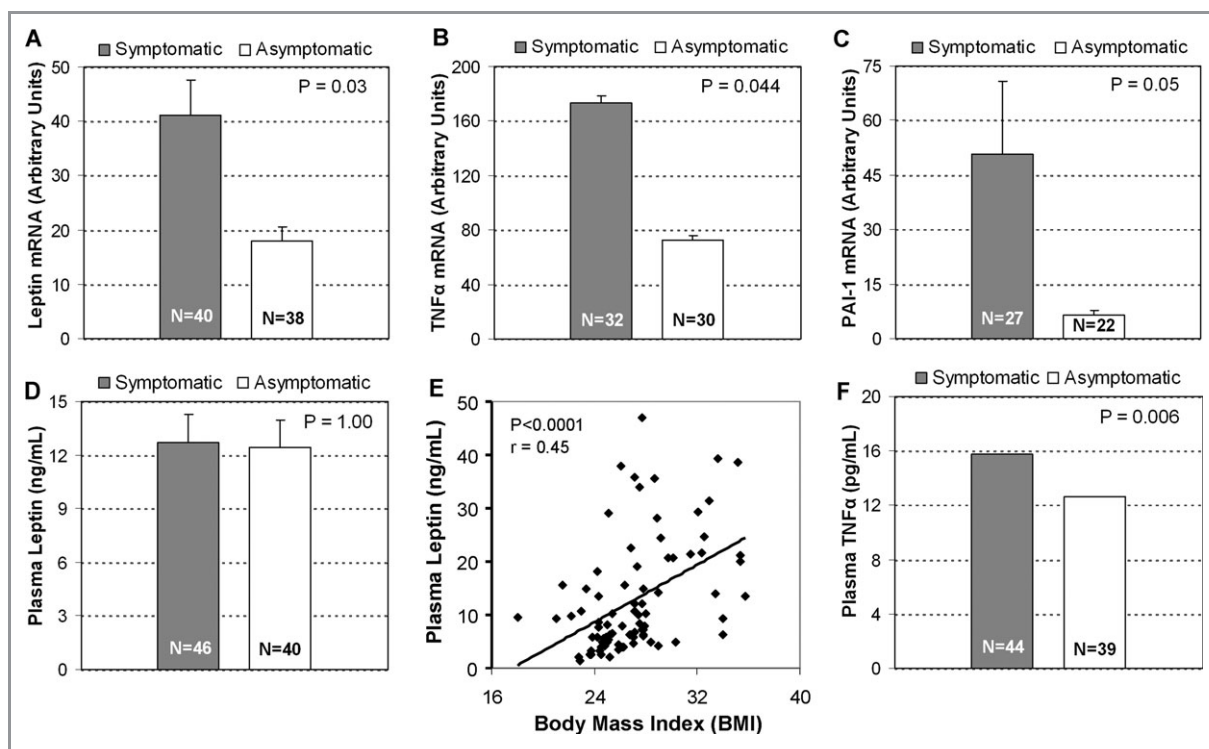 A
Symptomatic Asymptomatic
P = 0.03
Leptin mRNA (Arbitrary Units)
50
40
30
20
10
0
N=40
N=38
B
Symptomatic Asymptomatic
P = 0.044
TNFα mRNA (Arbitrary Units)
200
160
120
80
40
0
N=32
N=30
C
Symptomatic Asymptomatic
P = 0.05
PAI-1 mRNA (Arbitrary Units)
75
60
45
30
15
0
N=27
N=22
D
Symptomatic Asymptomatic
P = 1.00
Plasma Leptin (ng/mL)
15
12
9
6
3
0
N=46
N=40
E
P<0.0001
r = 0.45
Plasma Leptin (ng/mL)
50
40
30
20
10
0
16 24 32 40
Body Mass Index (BMI)
F
Symptomatic Asymptomatic
P = 0.006
Plasma TNFα (pg/mL)
20
16
12
8
4
0
N=44
N=39